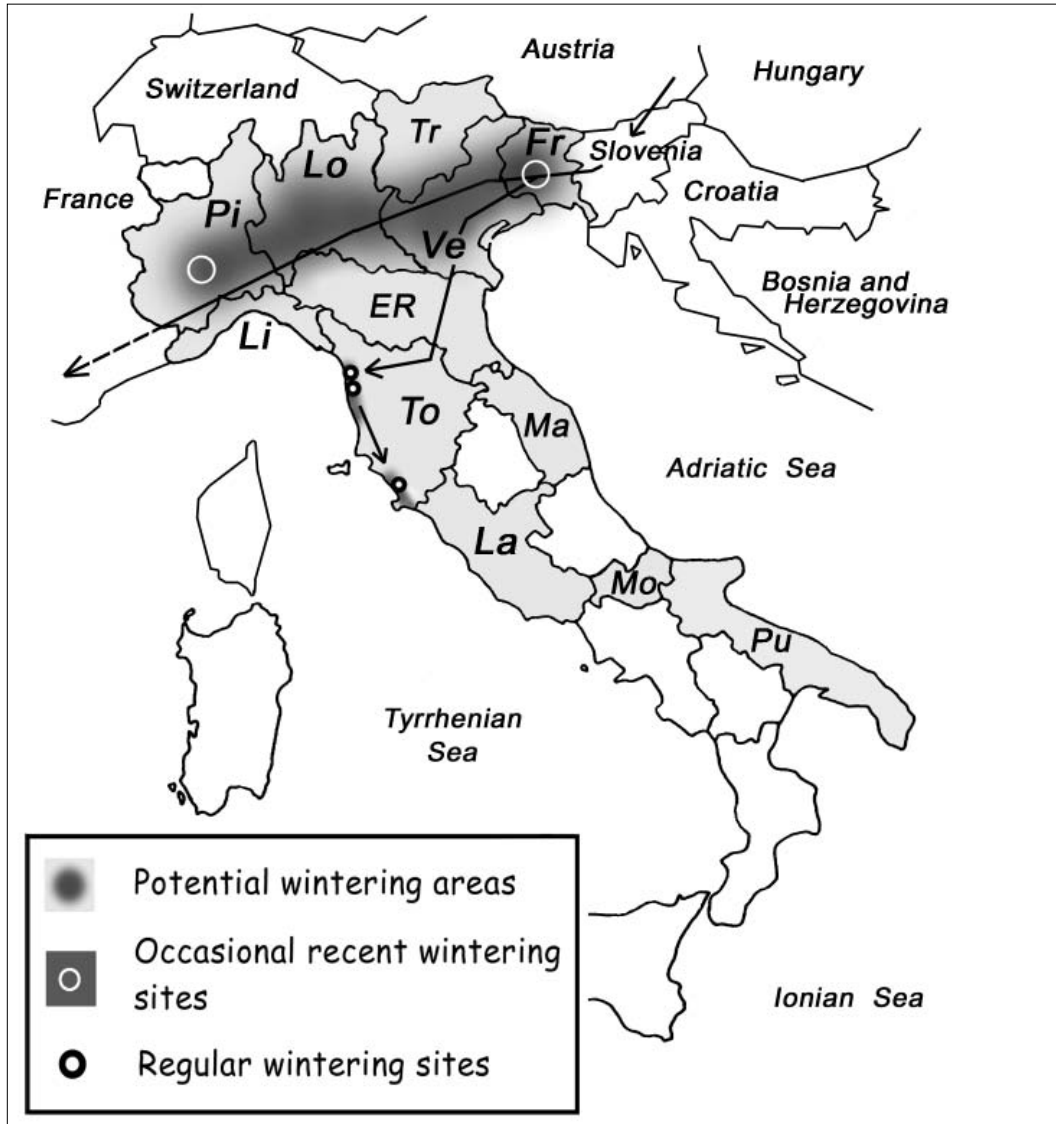 Austria
Hungary
Switzerland
Tr
Fr
Slovenia
Lo
Croatia
France
Pi
Ve
Bosnia and
Herzegovina
ER
Li
To
Ma
Adriatic Sea
La
Mo
Pu
Tyrrhenian
Sea
Potential wintering areas
Occasional recent wintering
sites
Regular wintering sites
Ionian Sea